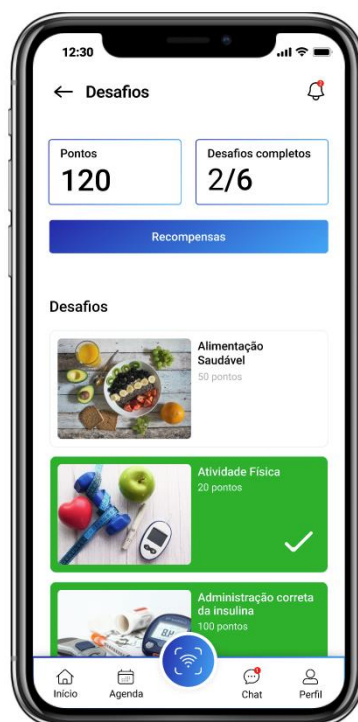 12:30
Desafios
Pontos
120
Desafios completos
2/6
Recompensas
Desafios
Alimentação
Saudável
50 pontos
Atividade Física
20 pontos
Administração correta
da insulina
100 pontos
Início
Agenda
Chat
Perfil